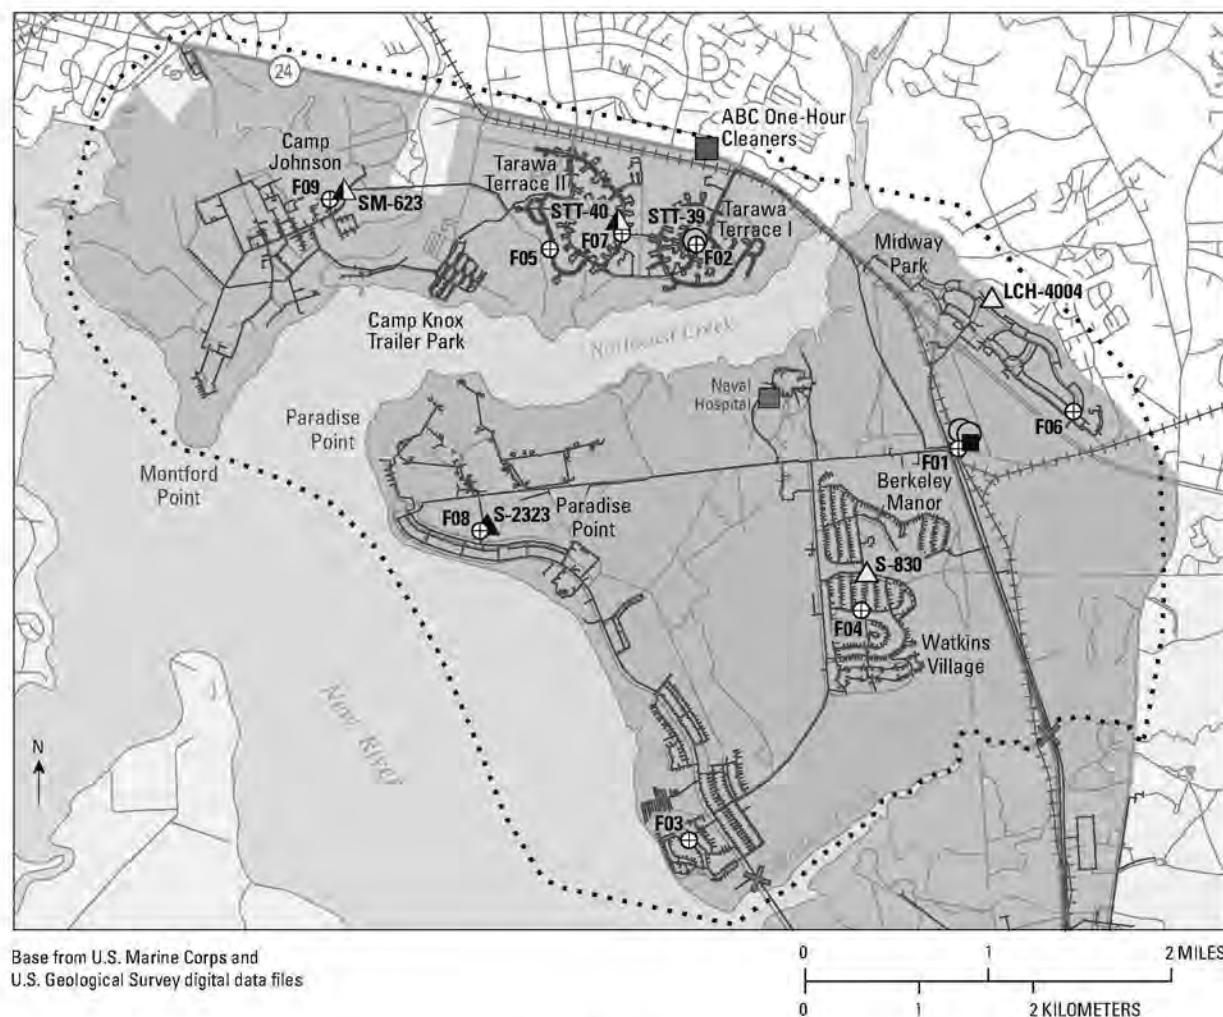 24
ABC One-Hour
Cleaners
Camp
Johnson
F09
SM-623
Tarawa
Terrace II
STT-40
F07
F05
STT-39
F02
Tarawa
Terrace I
Midway
Park
LCH-4004
Camp Knox
Trailer Park
Northeast Creek
Naval
Hospital
F06
Paradise
Point
F01
Berkeley
Manor
Montford
Point
F08
S-2323
Paradise
Point
S-830
F04
Watkins
Village
New River
N
F03
Base from U.S. Marine Corps and
U.S. Geological Survey digital data files
0 1 2 MILES
0 1 2 KILOMETERS